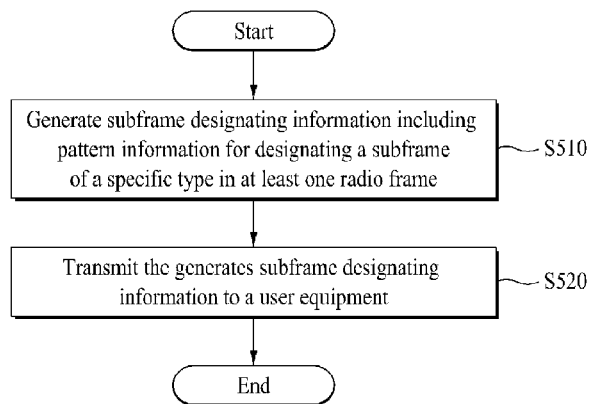 Start
Generate subframe designating information including
pattern information for designating a subframe
of a specific type in at least one radio frame
S510
Transmit the generates subframe designating
information to a user equipment
S520
End